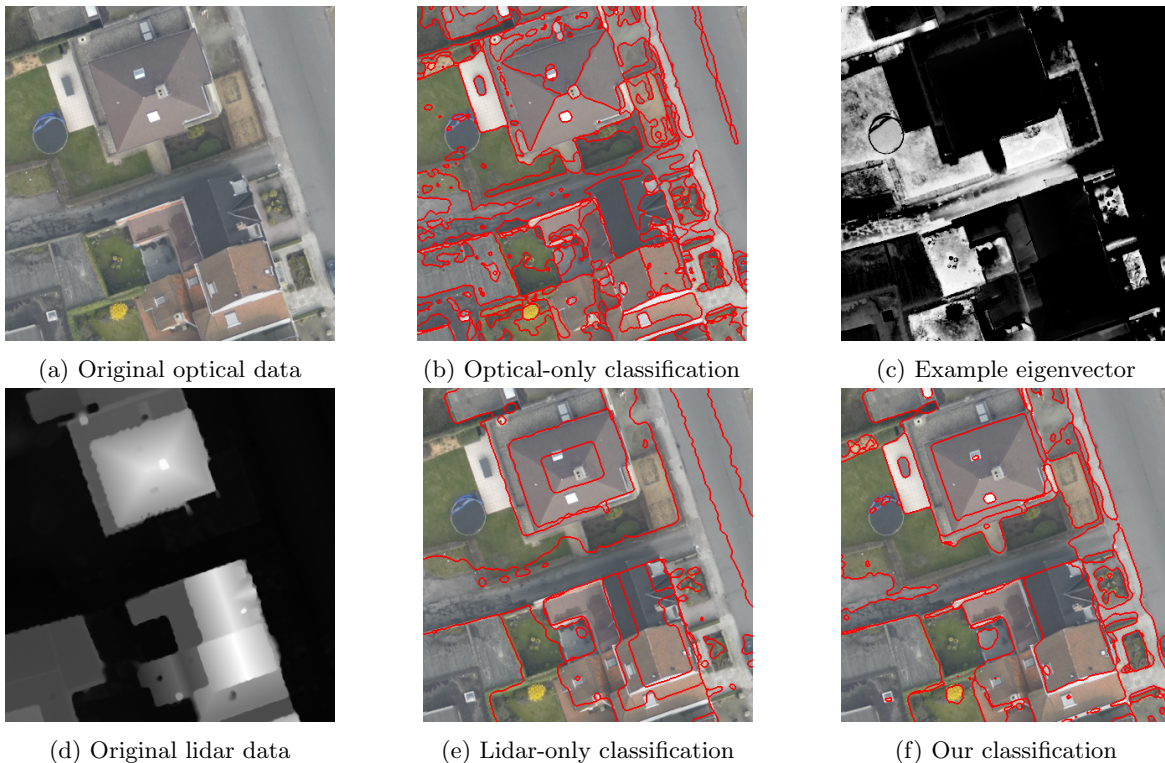 (a) Original optical data
(b) Optical-only classification
(c) Example eigenvector
(d) Original lidar data
(e) Lidar-only classification
(f) Our classification